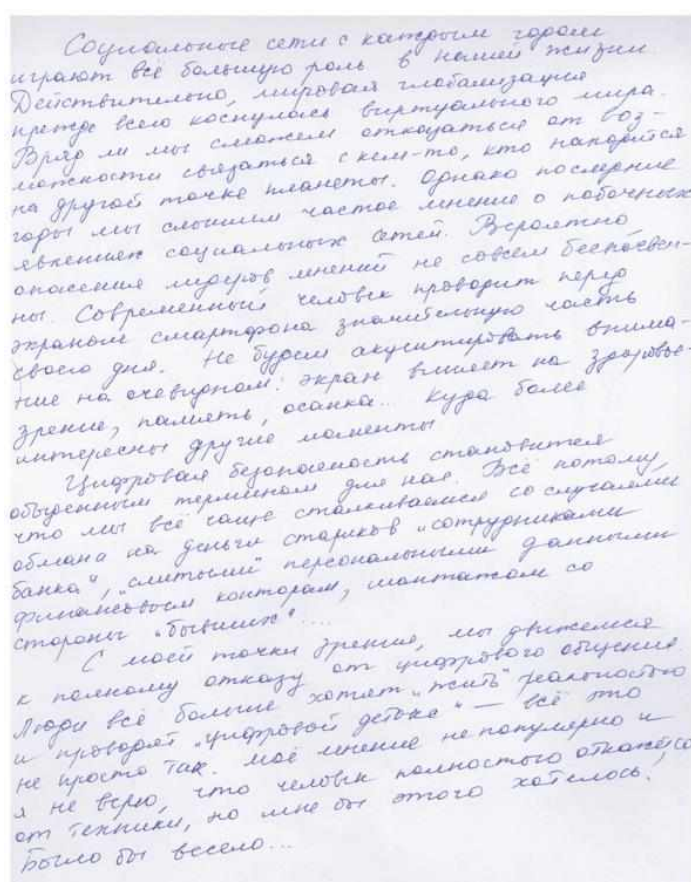 Социальные сети с каждым годом
играют всё большую роль в нашей жизни
Действительно, мировая глобализация
прежде всего коснулась виртуального мира.
Вряд ли мы сможем отказаться от воз-
можности связаться с кем-то, кто находится
на другой точке планеты. Однако последние
годы мы слышим частое мнение о побочных
явлениях социальных сетей. Вероятно,
опасения лидеров мнений не совсем беспочвен-
ны. Современный человек проводит перед
экраном смартфона значительную часть
своего дня. Не будем акцентировать внима-
ние на очевидном: экран влияет на здоровье-
зрение, память, осанка... Куда более
интересны другие моменты
Цифровая безопасность становится
обыденным термином для нас. Всё потому,
что мы всё чаще сталкиваемся со случаями
обмана на деньги стариков „сотрудниками
банка“, „слитыми“ персональными данными
финансовым конторам, шантажом со
стороны „бывших“....
С моей точки зрения, мы движемся
к полному отказу от цифрового общения
Люди всё больше хотят „жить“ реальностью
и проводят „цифровой детокс“ — всё это
не просто так. Моё мнение непопулярно и
я не верю, что человек полностью откажется
от техники, но мне бы этого хотелось!
Было бы весело...